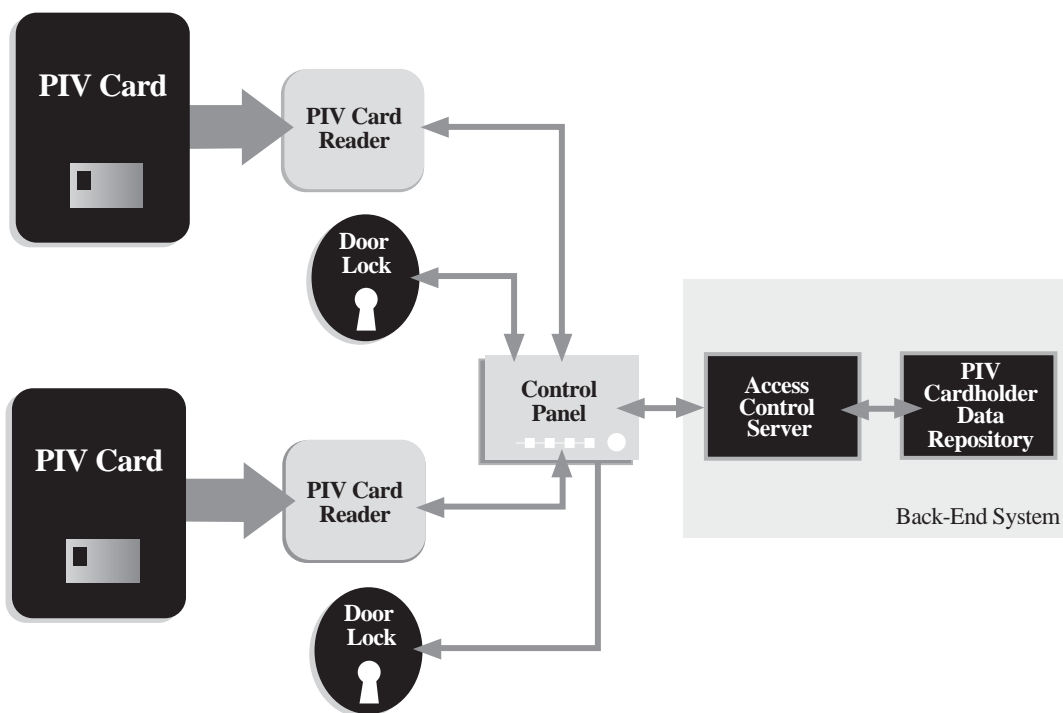 PIV Card
PIV Card
Reader
Door
Lock
Control
Panel
Access
Control
Server
PIV
Cardholder
Data
Repository
Back-End System
PIV Card
PIV Card
Reader
Door
Lock